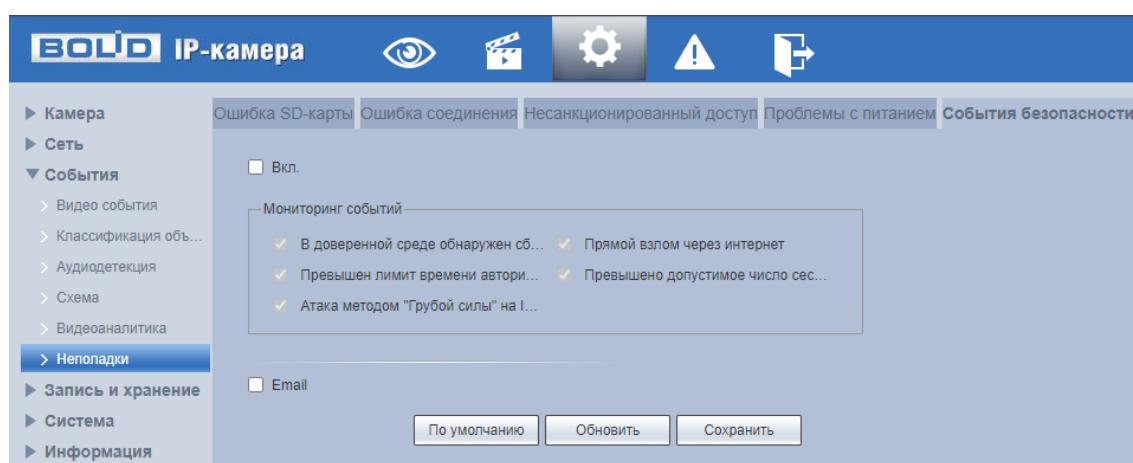 BOLID IP-камера
Камера
Сеть
События
Видео события
Классификация объ...
Аудиодетекция
Схема
Видеоаналитика
Неполадки
Запись и хранение
Система
Информация
Ошибка SD-карты Ошибка соединения Несанкционированный доступ Проблемы с питанием События безопасности
Вкл.
Мониторинг событий
В доверенной среде обнаружен сб... Прямой взлом через интернет
Превышен лимит времени автори... Превышено допустимое число сес...
Атака методом "Грубой силы" на I...
Email
По умолчанию Обновить Сохранить